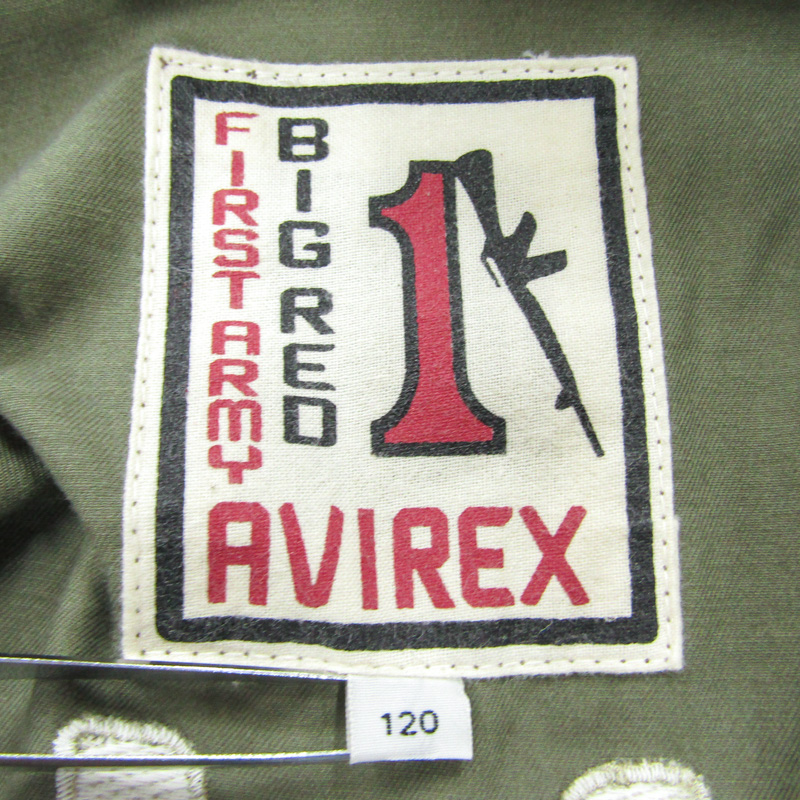 FIRST ARMY
BIG RED
1
AVIREX
120